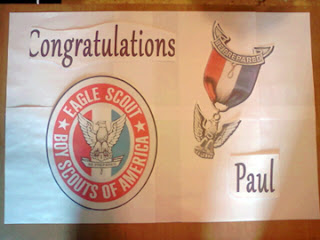 Congratulations
BE PREPARED
EAGLE SCOUT
BOY SCOUTS OF AMERICA
Paul